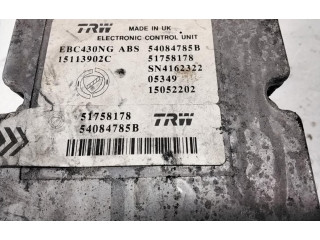 TRW MADE IN UK
ELECTRONIC CONTROL UNIT
EBC430NG ABS 54084785B
15113902C 51758178
SN4162322
05349
15052202
51758178 TRW
54084785B